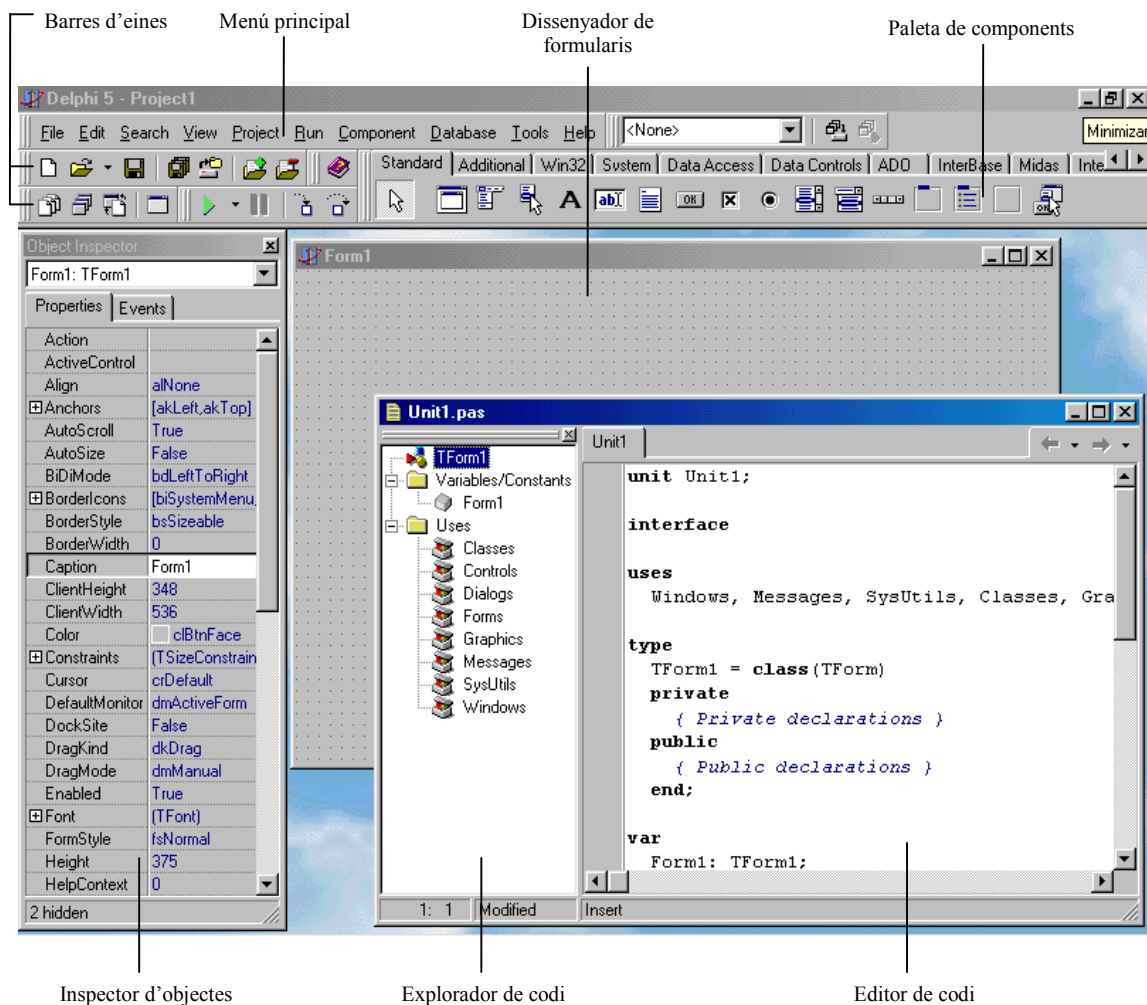 Barres d'eines
Menú principal
Dissenyador de
formularis
Paleta de components
Delphi 5 - Project1
File Edit Search View Project Run Component Database Tools Help
<None>
Minimizar
Standard Additional Win32 System Data Access Data Controls ADO InterBase Midas Inte
Object Inspector
Form1: TForm1
Properties Events
Action
ActiveControl
Align alNone
Anchors [akLeft,akTop]
AutoScroll True
AutoSize False
BiDiMode bdLeftToRight
BorderIcons [biSystemMenu,
BorderStyle bsSizeable
BorderWidth 0
Caption Form1
ClientHeight 348
ClientWidth 536
Color clBtnFace
Constraints (TSizeConstrain
Cursor crDefault
DefaultMonitor dmActiveForm
DockSite False
DragKind dkDrag
DragMode dmManual
Enabled True
Font (TFont)
FormStyle fsNormal
Height 375
HelpContext 0
2 hidden
Form1
Unit1.pas
TForm1
Variables/Constants
Form1
Uses
Classes
Controls
Dialogs
Forms
Graphics
Messages
SysUtils
Windows
Unit1
unit Unit1;
interface
uses
Windows, Messages, SysUtils, Classes, Gra
type
TForm1 = class(TForm)
private
{ Private declarations }
public
{ Public declarations }
end;
var
Form1: TForm1;
1: 1 Modified Insert
Inspector d'objectes
Explorador de codi
Editor de codi